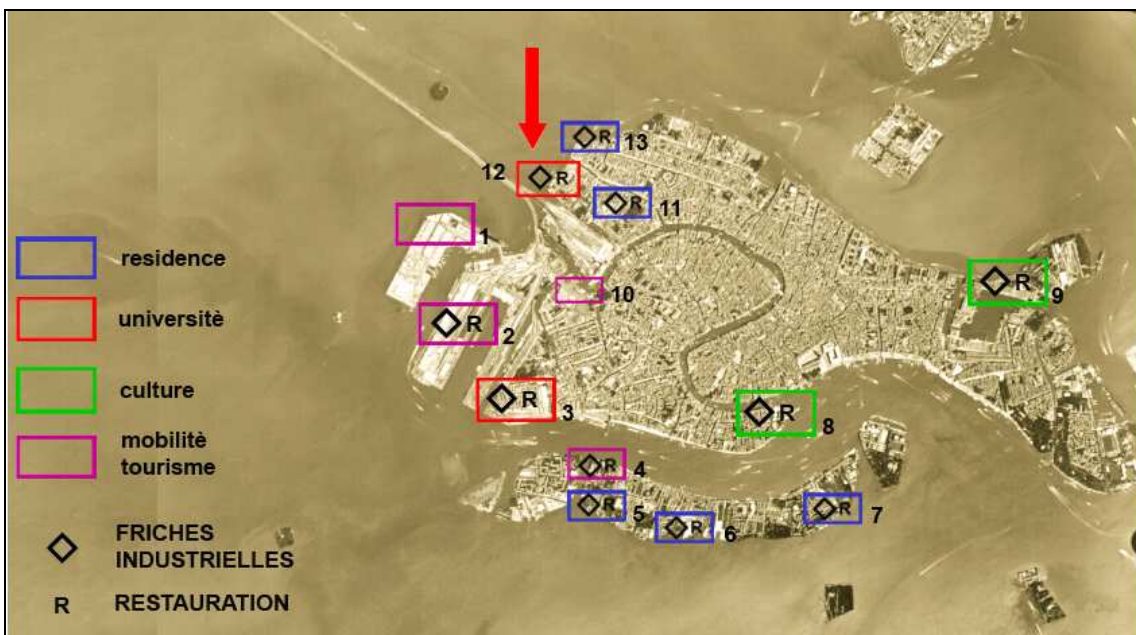 R 13
12 R
R 11
1
residence
université
10
R 9
R 2
R 3
culture
R 8
mobilitè
tourisme
R 4
R 5
R 6
R 7
FRICHES
INDUSTRIELLES
R RESTAURATION